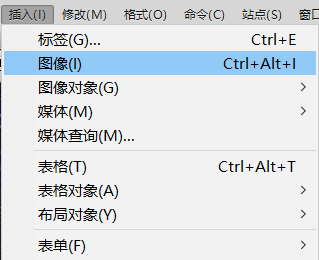 插入(I) 修改(M) 格式(O) 命令(C) 站点(S)
标签(G)... Ctrl+E
图像(I) Ctrl+Alt+I
图像对象(G)
媒体(M)
媒体查询(M)...
表格(T) Ctrl+Alt+T
表格对象(A)
布局对象(Y)
表单(F)